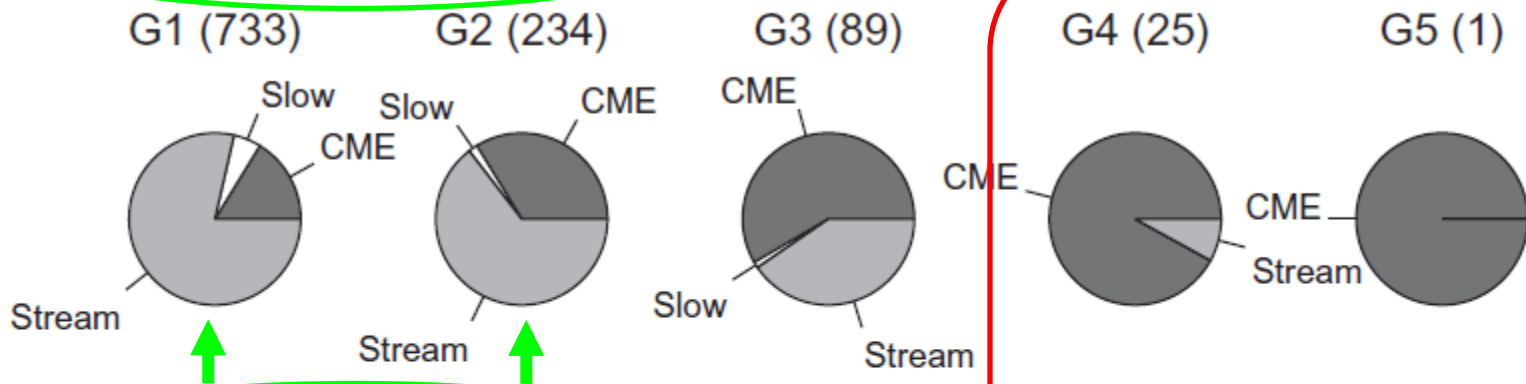 G1 (733)
G2 (234)
G3 (89)
G4 (25)
G5 (1)
Slow
CME
Stream
Slow
CME
Stream
CME
Slow
Stream
CME
Stream
CME